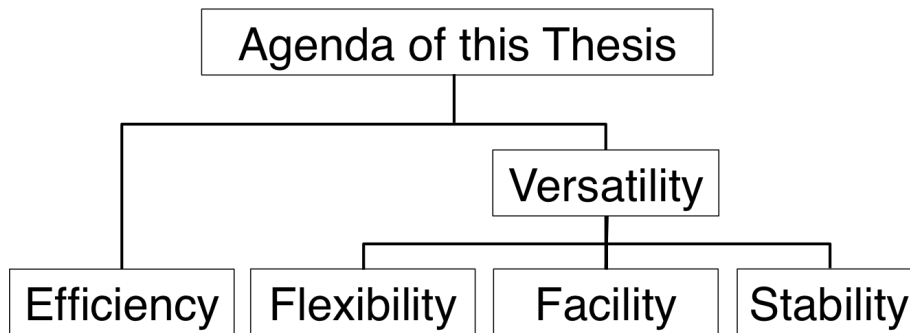 Agenda of this Thesis
Versatility
Efficiency
Flexibility
Facility
Stability